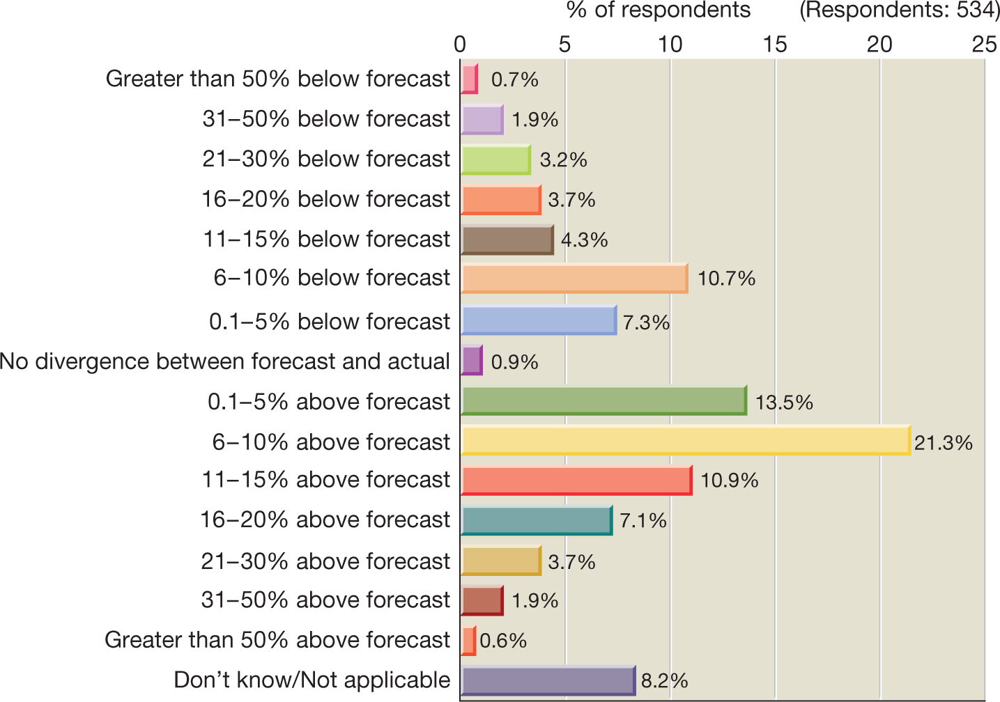 % of respondents (Respondents: 534)
0 5 10 15 20 25
Greater than 50% below forecast 0.7%
31–50% below forecast 1.9%
21–30% below forecast 3.2%
16–20% below forecast 3.7%
11–15% below forecast 4.3%
6–10% below forecast 10.7%
0.1–5% below forecast 7.3%
No divergence between forecast and actual 0.9%
0.1–5% above forecast 13.5%
6–10% above forecast 21.3%
11–15% above forecast 10.9%
16–20% above forecast 7.1%
21–30% above forecast 3.7%
31–50% above forecast 1.9%
Greater than 50% above forecast 0.6%
Don’t know/Not applicable 8.2%